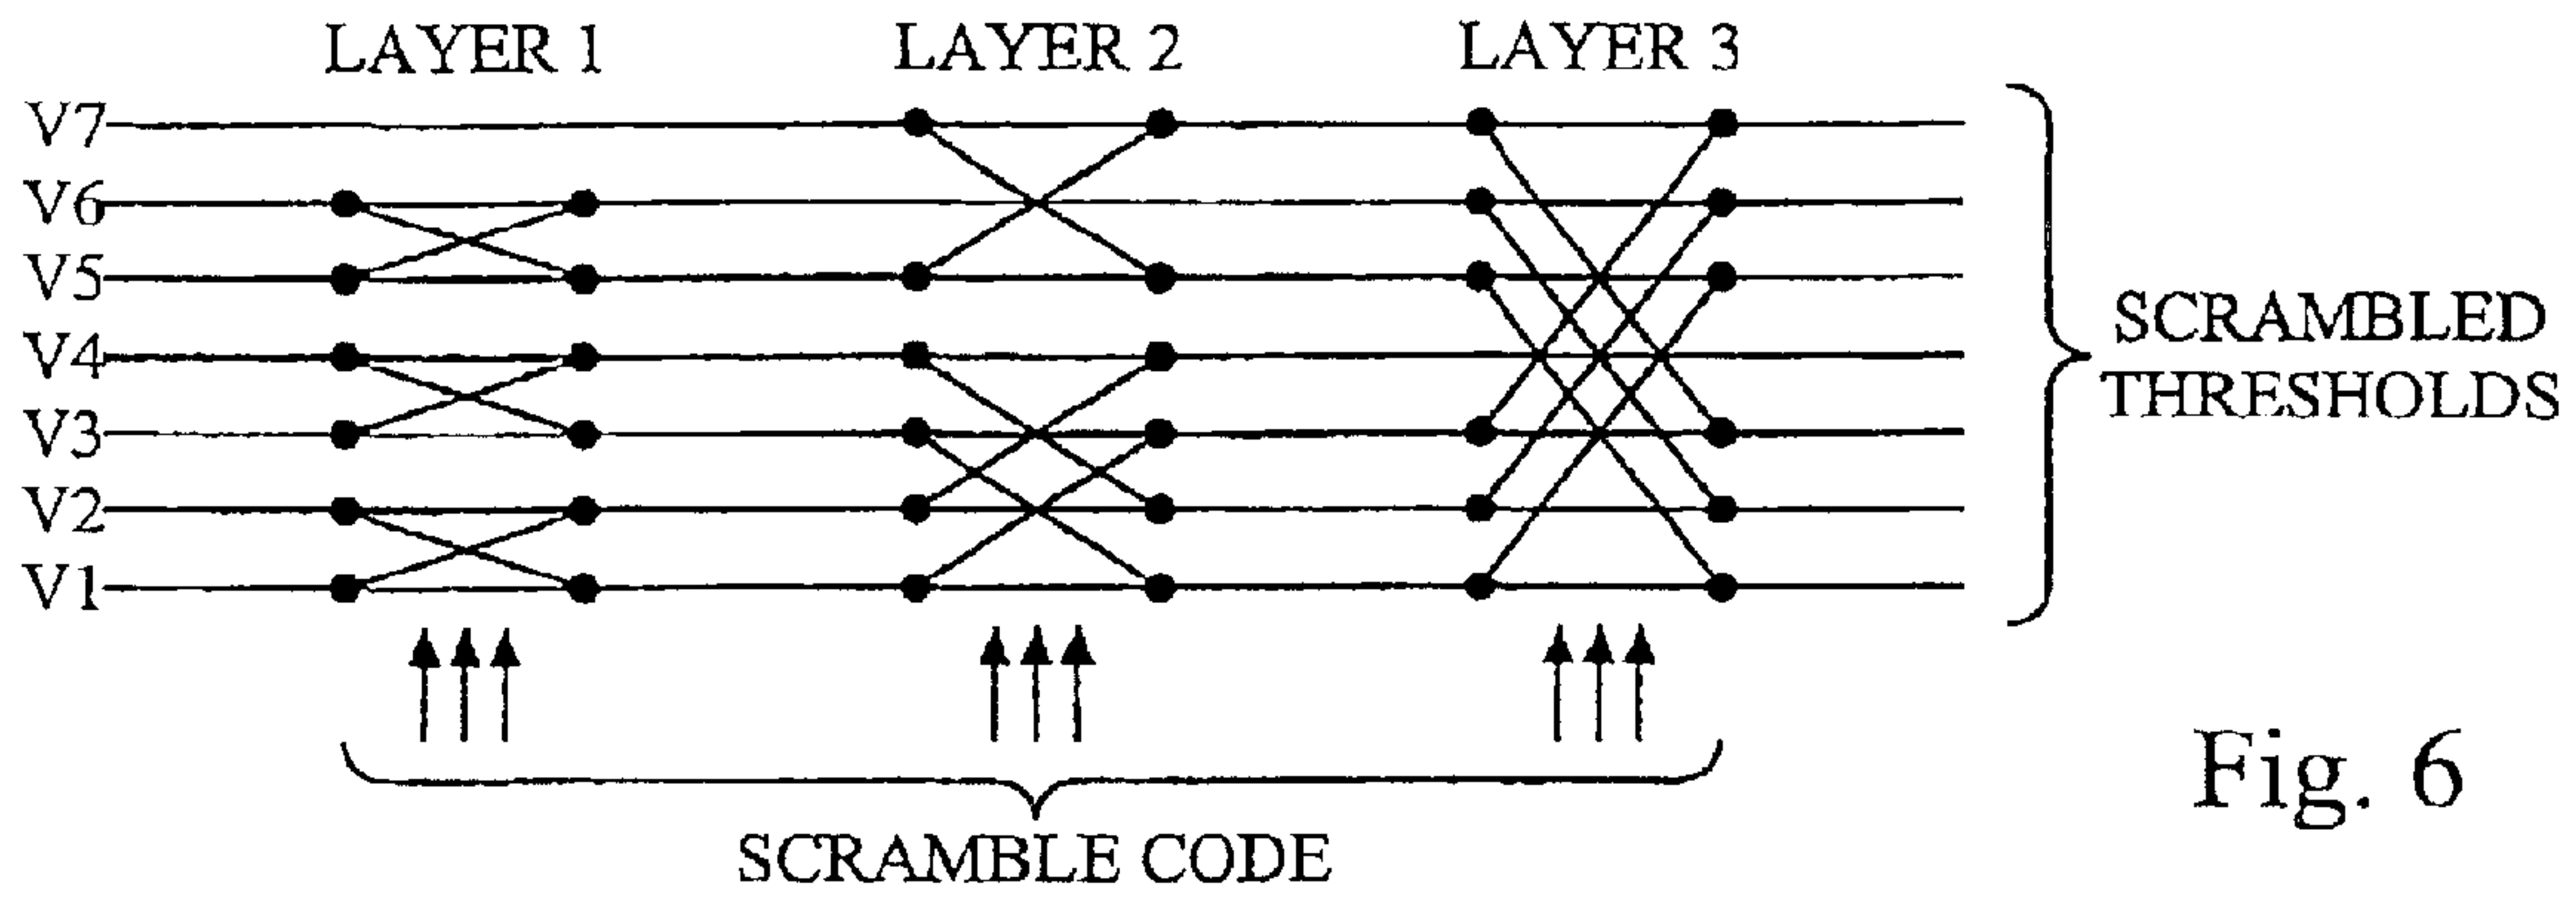 LAYER 1 LAYER 2 LAYER 3
V7
V6
V5
V4
V3
V2
V1
SCRAMBLED
THRESHOLDS
SCRAMBLE CODE
Fig. 6